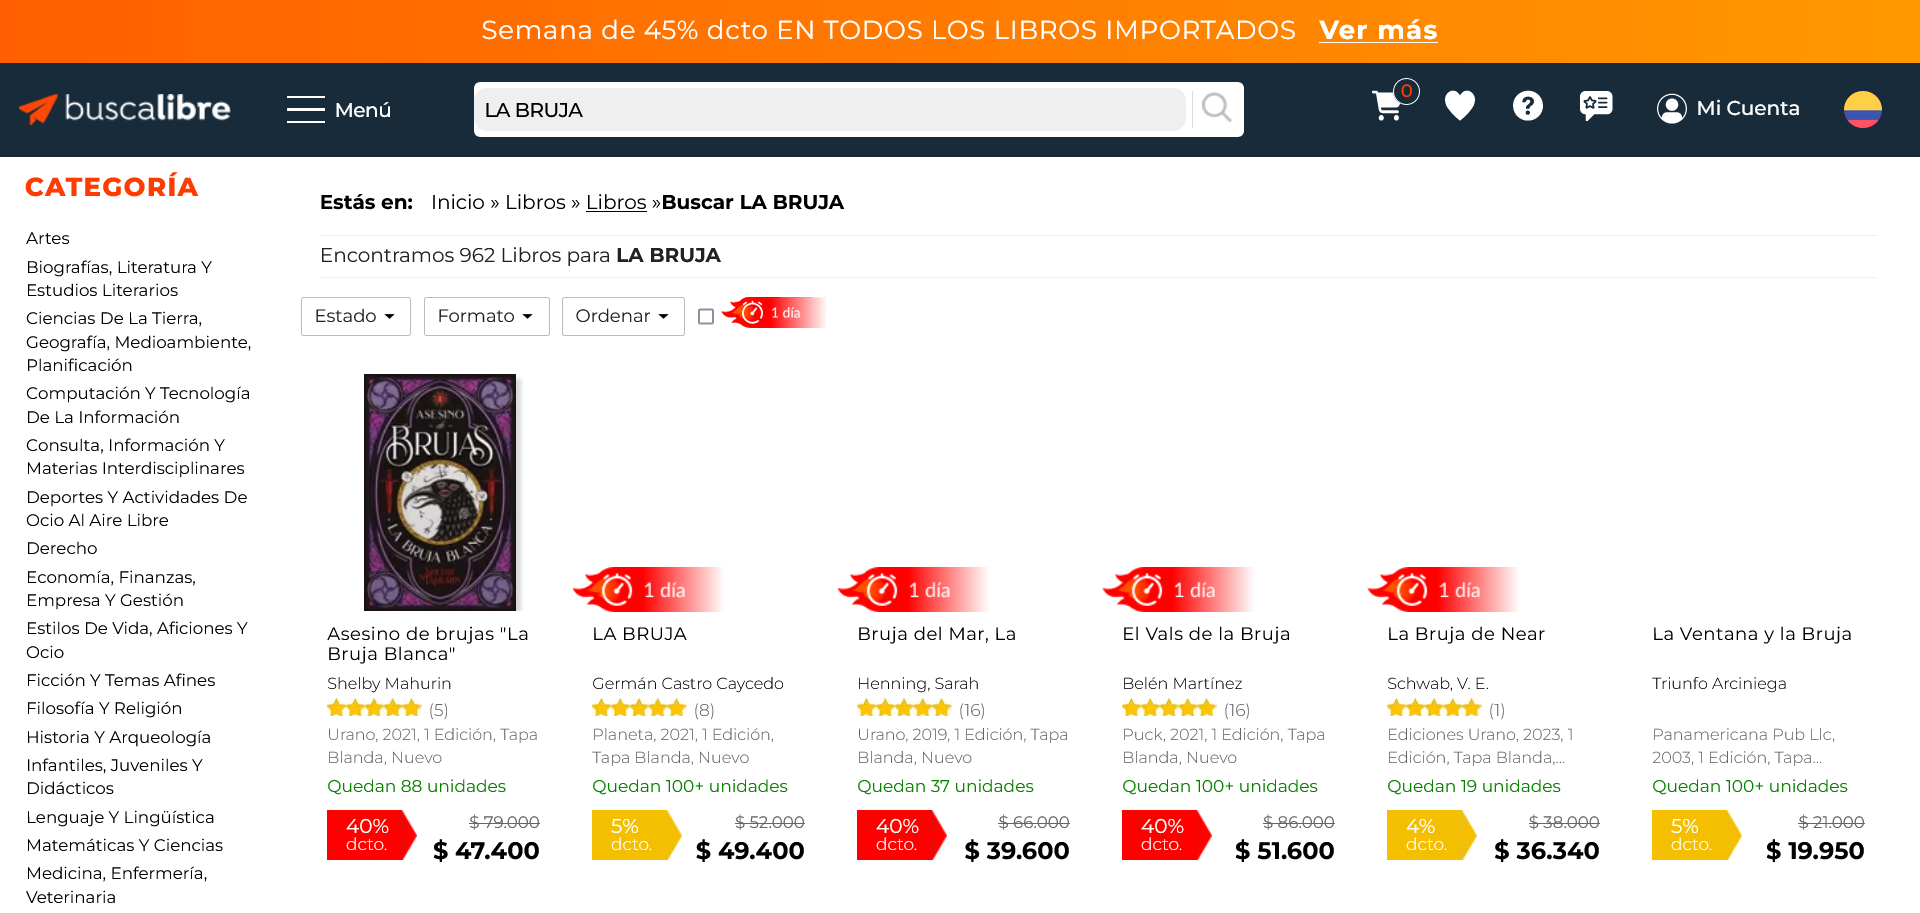 Semana de 45% dcto EN TODOS LOS LIBROS IMPORTADOS Ver más
buscalibre
Menú
LA BRUJA
0
Mi Cuenta
CATEGORÍA
Artes
Biografías, Literatura Y
Estudios Literarios
Ciencias De La Tierra,
Geografía, Medioambiente,
Planificación
Computación Y Tecnología
De La Información
Consulta, Información Y
Materias Interdisciplinares
Deportes Y Actividades De
Ocio Al Aire Libre
Derecho
Economía, Finanzas,
Empresa Y Gestión
Estilos De Vida, Aficiones Y
Ocio
Ficción Y Temas Afines
Filosofía Y Religión
Historia Y Arqueología
Infantiles, Juveniles Y
Didácticos
Lenguaje Y Lingüística
Matemáticas Y Ciencias
Medicina, Enfermería,
Veterinaria
Estás en: Inicio » Libros » Libros »Buscar LA BRUJA
Encontramos 962 Libros para LA BRUJA
Estado
Formato
Ordenar
1 día
ASESINO
de
BRUJAS
LA BRUJA BLANCA
SHELBY
MAHURIN
Asesino de brujas "La
Bruja Blanca"
Shelby Mahurin
(5)
Urano, 2021, 1 Edición, Tapa
Blanda, Nuevo
Quedan 88 unidades
40%
dcto.
$ 79.000
$ 47.400
1 día
LA BRUJA
Germán Castro Caycedo
(8)
Planeta, 2021, 1 Edición,
Tapa Blanda, Nuevo
Quedan 100+ unidades
5%
dcto.
$ 52.000
$ 49.400
1 día
Bruja del Mar, La
Henning, Sarah
(16)
Urano, 2019, 1 Edición, Tapa
Blanda, Nuevo
Quedan 37 unidades
40%
dcto.
$ 66.000
$ 39.600
1 día
El Vals de la Bruja
Belén Martínez
(16)
Puck, 2021, 1 Edición, Tapa
Blanda, Nuevo
Quedan 100+ unidades
40%
dcto.
$ 86.000
$ 51.600
1 día
La Bruja de Near
Schwab, V. E.
(1)
Ediciones Urano, 2023, 1
Edición, Tapa Blanda,...
Quedan 19 unidades
4%
dcto.
$ 38.000
$ 36.340
La Ventana y la Bruja
Triunfo Arciniega
Panamericana Pub Llc,
2003, 1 Edición, Tapa...
Quedan 100+ unidades
5%
dcto.
$ 21.000
$ 19.950